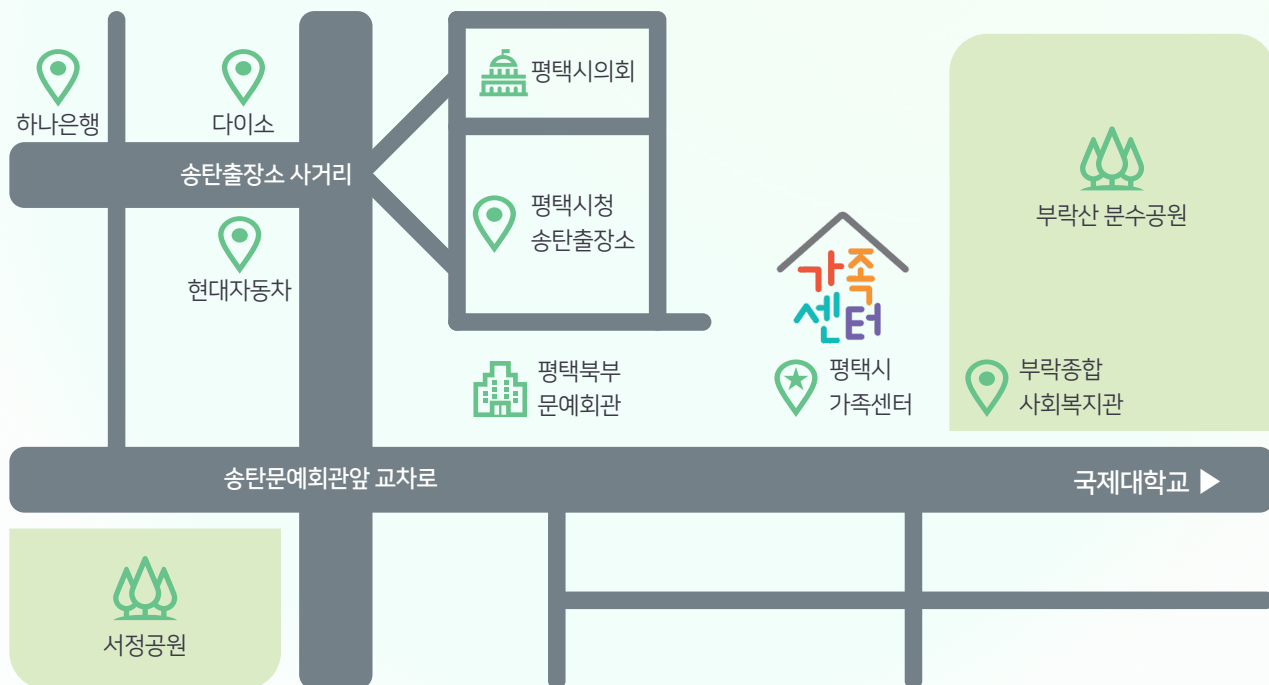 평택시의회
하나은행
다이소
송탄출장소 사거리
평택시청
송탄출장소
부락산 분수공원
현대자동차
가족
센터
평택북부
문예회관
평택시
가족센터
부락종합
사회복지관
송탄문예회관앞 교차로
국제대학교 ▶
서정공원